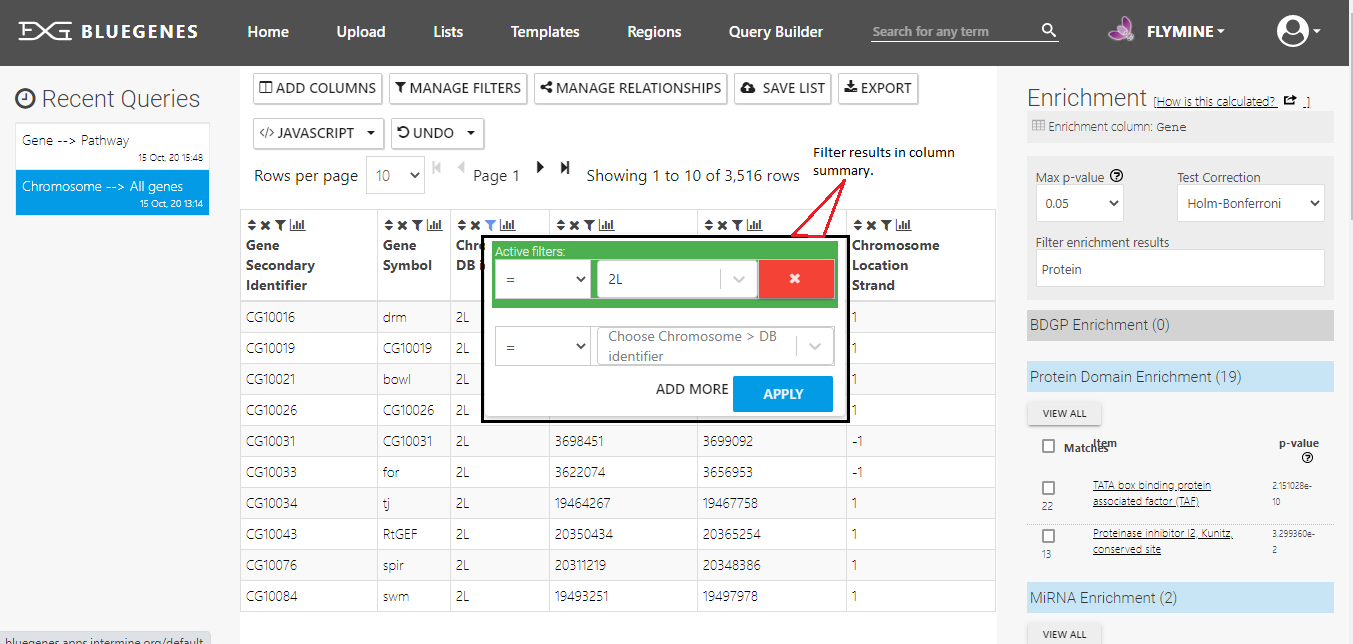 BLUEGENES
Home
Upload
Lists
Templates
Regions
Query Builder
Search for any term
FLYMINE
Recent Queries
Gene --> Pathway
15 Oct, 20 15:48
Chromosome --> All genes
15 Oct, 20 13:14
ADD COLUMNS
MANAGE FILTERS
MANAGE RELATIONSHIPS
SAVE LIST
EXPORT
</> JAVASCRIPT
UNDO
Rows per page
10
Page 1
Showing 1 to 10 of 3,516 rows
Filter results in column
summary.
Gene
Secondary
Identifier
Gene
Symbol
Chr
DB i
Chromosome
Location
Strand
Active filters:
=
2L
=
Choose Chromosome > DB
identifier
ADD MORE
APPLY
CG10016 drm 2L 1
CG10019 CG10019 2L 1
CG10021 bowl 2L 1
CG10026 CG10026 2L 1
CG10031 CG10031 2L 3698451 3699092 -1
CG10033 for 2L 3622074 3656953 -1
CG10034 tj 2L 19464267 19467758 1
CG10043 RtGEF 2L 20350434 20365254 1
CG10076 spir 2L 20311219 20348386 1
CG10084 swm 2L 19493251 19497978 1
Enrichment [How is this calculated? ]
Enrichment column: Gene
Max p-value
0.05
Test Correction
Holm-Bonferroni
Filter enrichment results
Protein
BDGP Enrichment (0)
Protein Domain Enrichment (19)
VIEW ALL
Matches
Item
p-value
22
TATA box binding protein
associated factor (TAF)
2.151028e-
10
13
Proteinase inhibitor I2, Kunitz,
conserved site
3.299360e-
2
MiRNA Enrichment (2)
VIEW ALL
bluegenes.apps.intermine.org/default